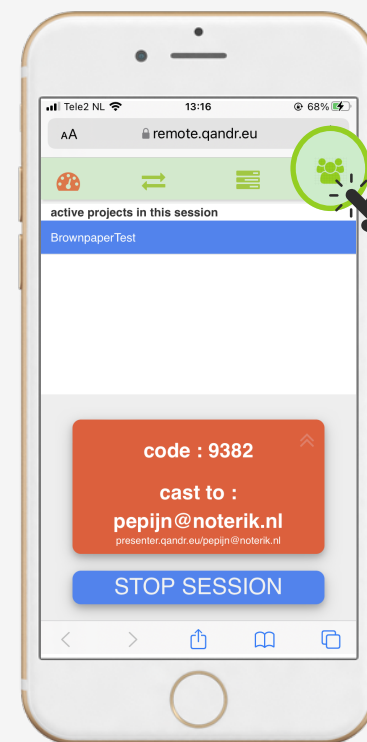 Tele2 NL 13:16 68%
AA remote.qandr.eu
active projects in this session
BrownpaperTest
code : 9382
cast to :
pepijn@noterik.nl
presenter.qandr.eu/pepijn@noterik.nl
STOP SESSION